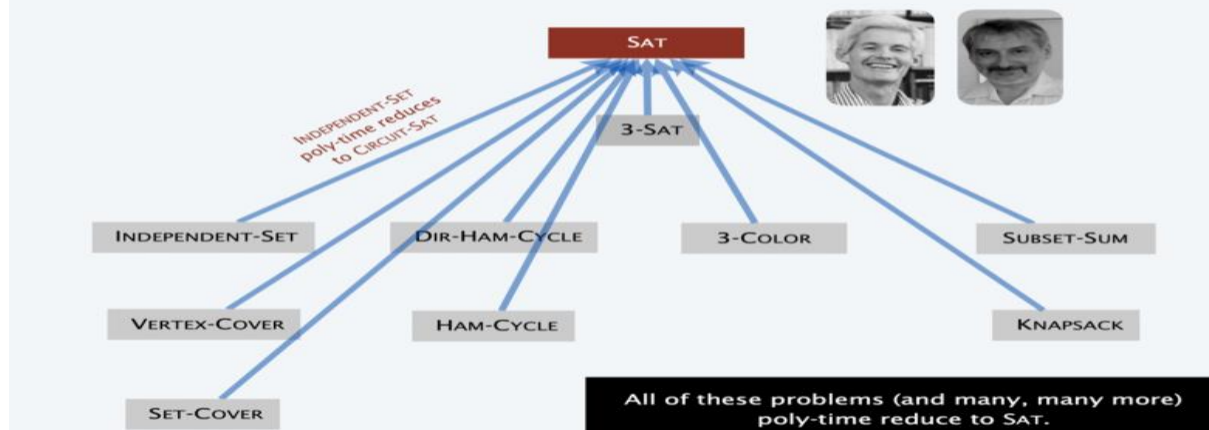 SAT
INDEPENDENT-SET
poly-time reduces
to CIRCUIT-SAT
3-SAT
INDEPENDENT-SET
DIR-HAM-CYCLE
3-COLOR
SUBSET-SUM
VERTEX-COVER
HAM-CYCLE
KNAPSACK
SET-COVER
All of these problems (and many, many more)
poly-time reduce to SAT.